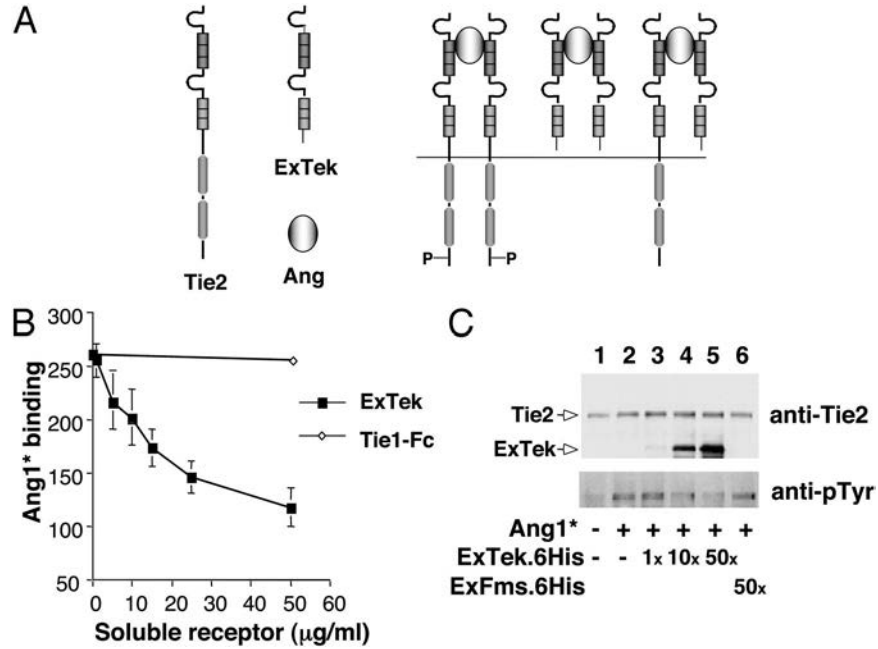 A
ExTek
Ang
Tie2
P
P
B
300
250
200
150
100
50
0
10
20
30
40
50
60
Ang1* binding
Soluble receptor (µg/ml)
ExTek
Tie1-Fc
C
1 2 3 4 5 6
Tie2
anti-Tie2
ExTek
anti-pTyr
Ang1* - + + + + +
ExTek.6His - - 1x 10x 50x
ExFms.6His 50x